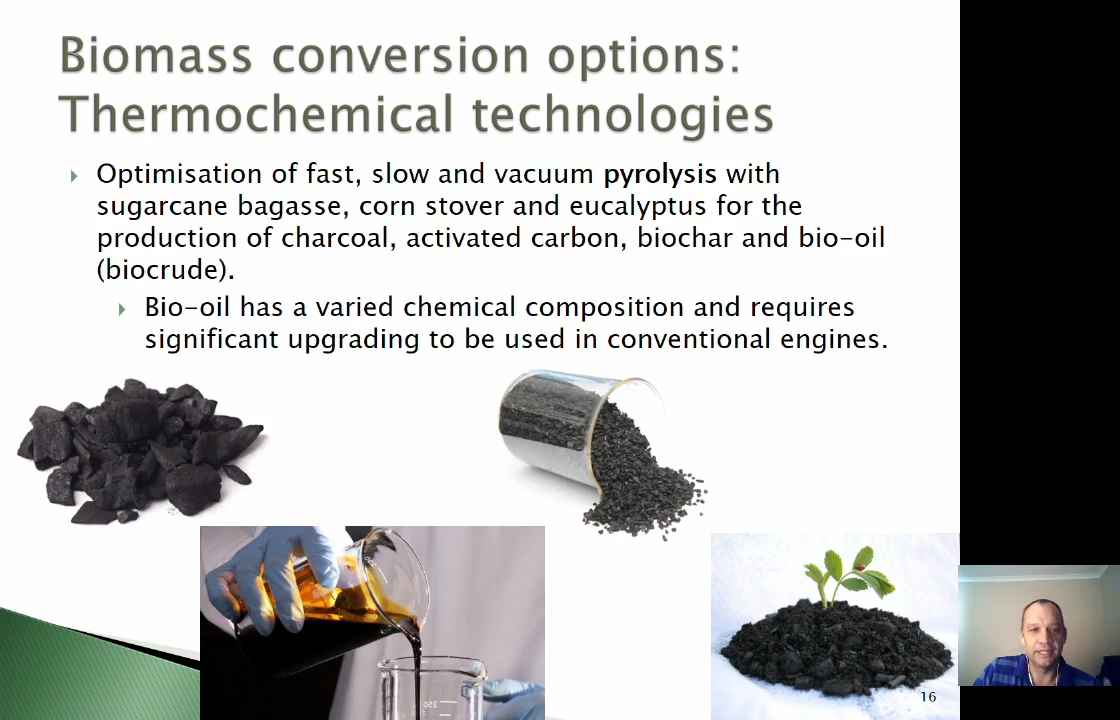 Biomass conversion options:
Thermochemical technologies
Optimisation of fast, slow and vacuum pyrolysis with
sugarcane bagasse, corn stover and eucalyptus for the
production of charcoal, activated carbon, biochar and bio-oil
(biocrude).
Bio-oil has a varied chemical composition and requires
significant upgrading to be used in conventional engines.
250
16